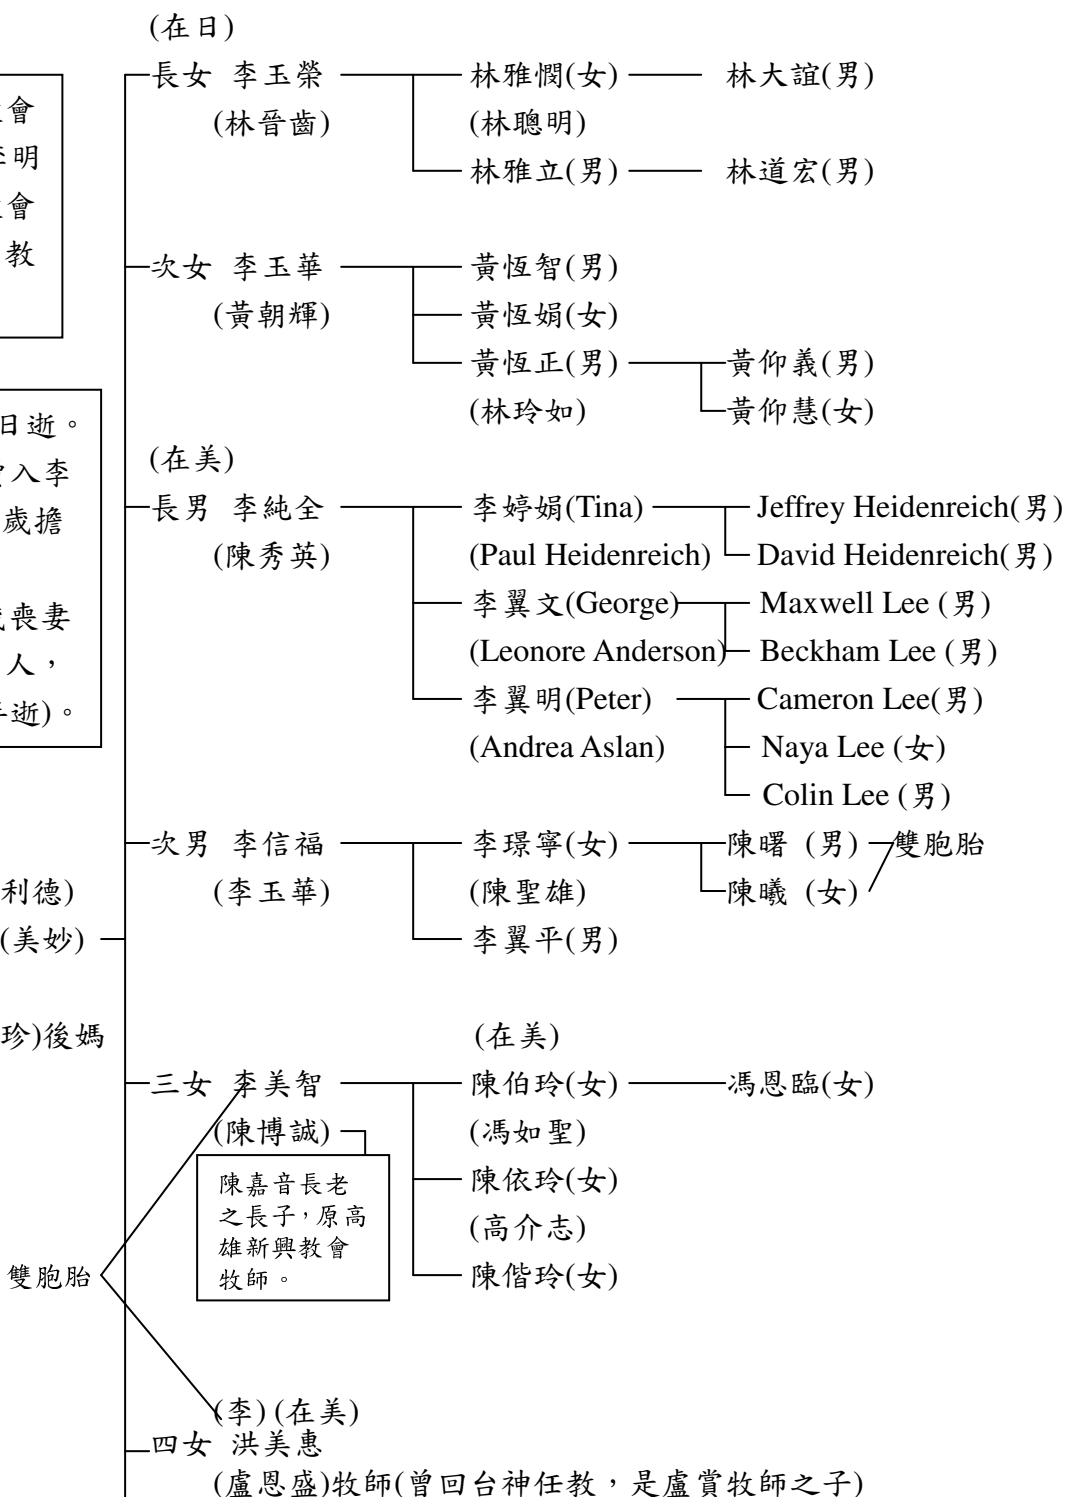 (在日)
長女 李玉榮 林雅憫(女) 林大誼(男)
(林晉齒) (林聰明)
林雅立(男) 林道宏(男)
會
李明
會
教
次女 李玉華 黃恆智(男)
(黃朝輝) 黃恆娟(女)
黃恆正(男) 黃仰義(男)
(林玲如) 黃仰慧(女)
日逝。
入李
歲擔
喪妻
人,
逝)。
(在美)
長男 李純全 李婷娟(Tina) Jeffrey Heidenreich(男)
(陳秀英) (Paul Heidenreich) David Heidenreich(男)
李翼文(George) Maxwell Lee (男)
(Leonore Anderson) Beckham Lee (男)
李翼明(Peter) Cameron Lee(男)
(Andrea Aslan) Naya Lee (女)
Colin Lee (男)
次男 李信福 李璟寧(女) 陳曙 (男) 雙胞胎
利德) (李玉華) (陳聖雄) 陳曦 (女)
(美妙) 李翼平(男)
珍)後媽 (在美)
三女 李美智 陳伯玲(女) 馮恩臨(女)
(陳博誠) (馮如聖)
陳嘉音長老
之長子,原高
雄新興教會
牧師。
陳依玲(女)
(高介志)
陳偕玲(女)
雙胞胎
(李) (在美)
四女 洪美惠
(盧恩盛)牧師(曾回台神任教,是盧賞牧師之子)